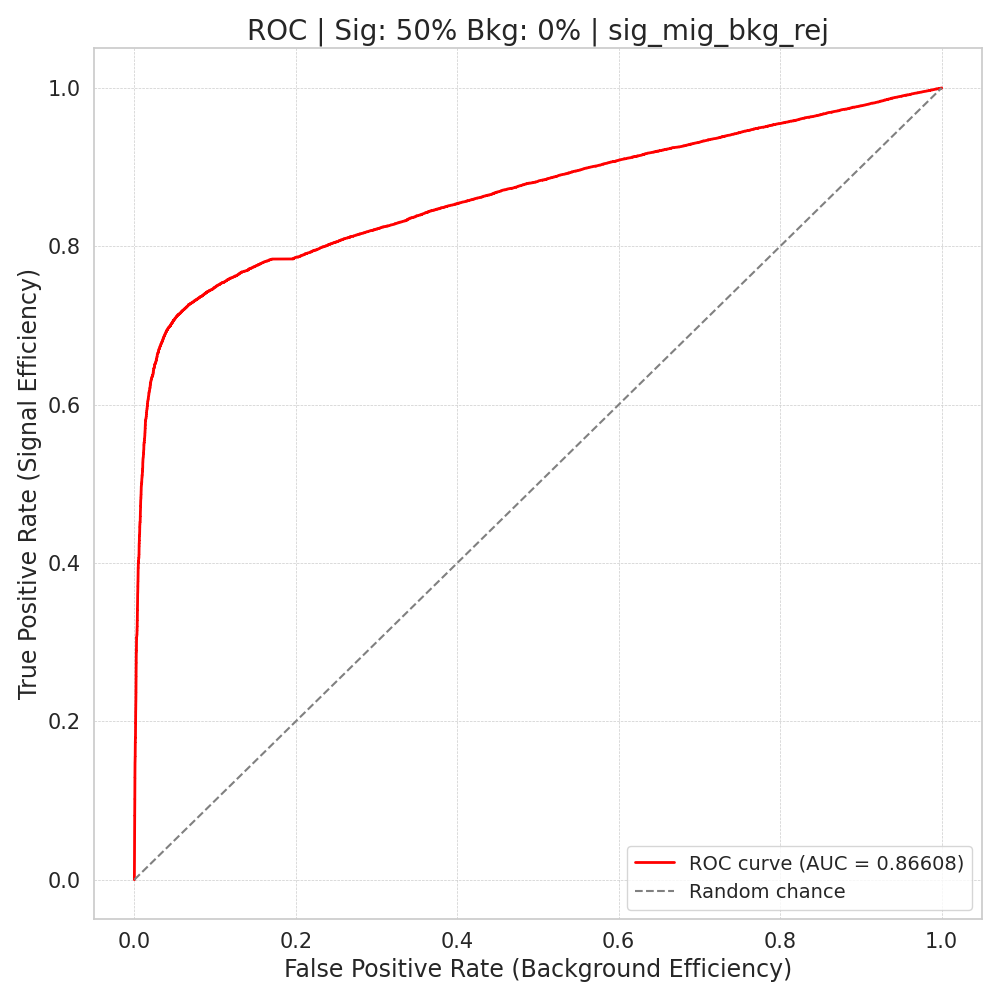 ROC | Sig: 50% Bkg: 0% | sig_mig_bkg_rej
True Positive Rate (Signal Efficiency)
1.0
0.8
0.6
0.4
0.2
0.0
0.0 0.2 0.4 0.6 0.8 1.0
False Positive Rate (Background Efficiency)
ROC curve (AUC = 0.86608)
Random chance